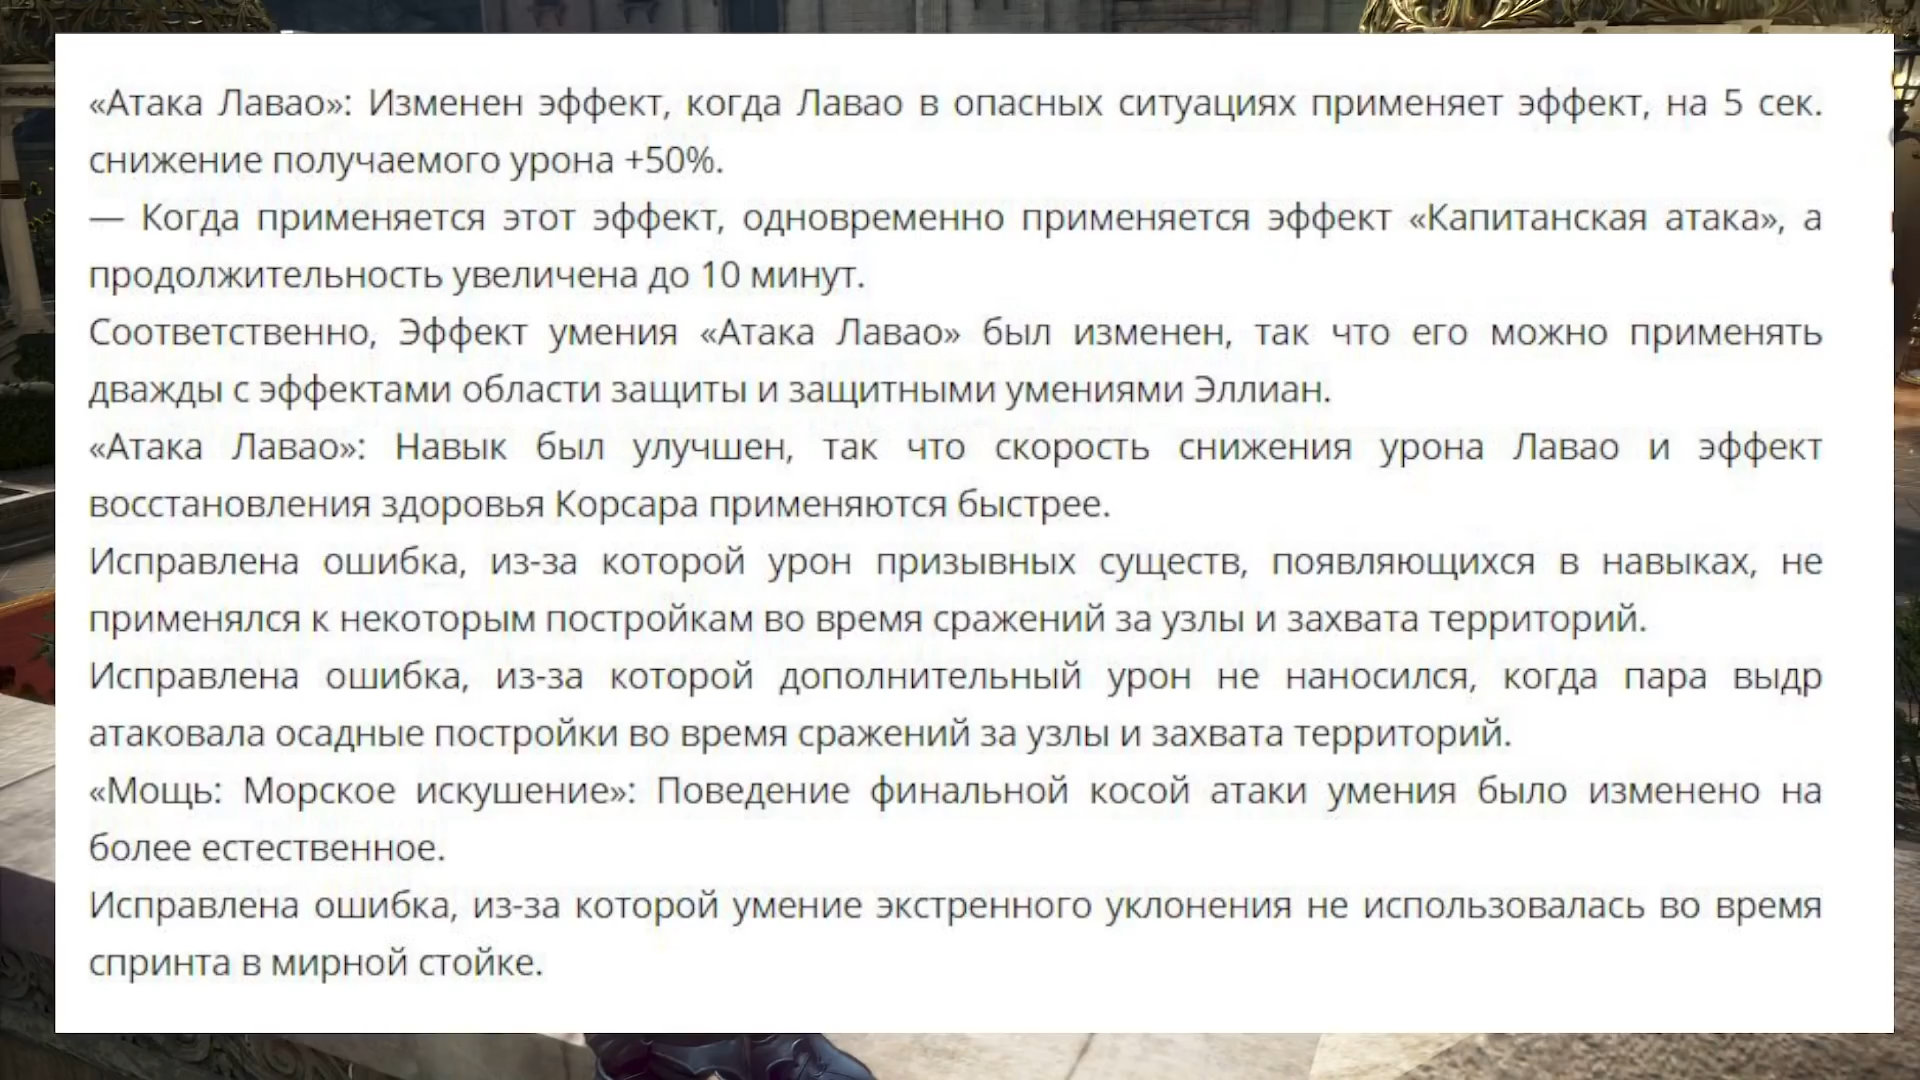 «Атака Лавао»: Изменен эффект, когда Лавао в опасных ситуациях применяет эффект, на 5 сек.
снижение получаемого урона +50%.
— Когда применяется этот эффект, одновременно применяется эффект «Капитанская атака», а
продолжительность увеличена до 10 минут.
Соответственно, Эффект умения «Атака Лавао» был изменен, так что его можно применять
дважды с эффектами области защиты и защитными умениями Эллиан.
«Атака Лавао»: Навык был улучшен, так что скорость снижения урона Лавао и эффект
восстановления здоровья Корсара применяются быстрее.
Исправлена ошибка, из-за которой урон призывных существ, появляющихся в навыках, не
применялся к некоторым постройкам во время сражений за узлы и захвата территорий.
Исправлена ошибка, из-за которой дополнительный урон не наносился, когда пара выдр
атаковала осадные постройки во время сражений за узлы и захвата территорий.
«Мощь: Морское искушение»: Поведение финальной косой атаки умения было изменено на
более естественное.
Исправлена ошибка, из-за которой умение экстренного уклонения не использовалась во время
спринта в мирной стойке.